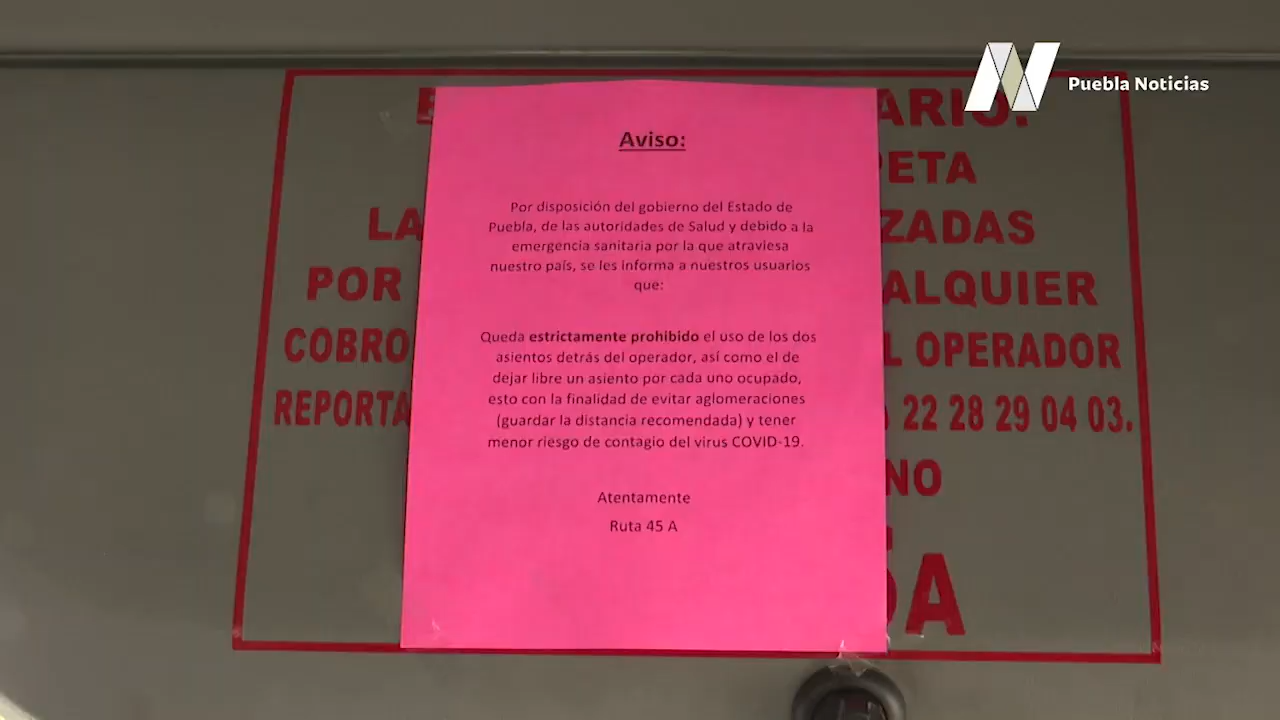 Puebla Noticias
Aviso:
Por disposición del gobierno del Estado de
Puebla, de las autoridades de Salud y debido a la
emergencia sanitaria por la que atraviesa
nuestro país, se les informa a nuestros usuarios
que:
Queda estrictamente prohibido el uso de los dos
asientos detrás del operador, así como el de
dejar libre un asiento por cada uno ocupado,
esto con la finalidad de evitar aglomeraciones
(guardar la distancia recomendada) y tener
menor riesgo de contagio del virus COVID-19.
Atentamente
Ruta 45 A
ARIO:
PETA
LA ZADAS
POR ALQUIER
COBRO L OPERADOR
REPORTA 22 28 29 04 03.
NO
5A